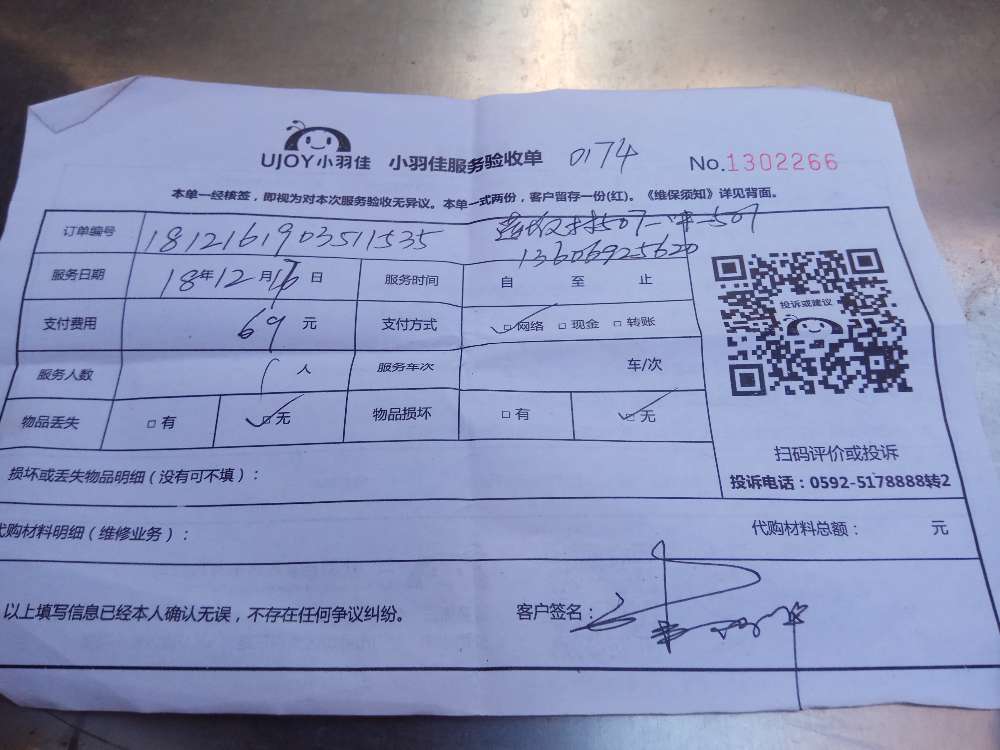 UJOY小羽佳 小羽佳服务验收单 0174 No.1302266
本单一经核签，即视为对本次服务验收无异议。本单一式两份，客户留存一份(红)。《维保须知》详见背面。
订单编号 1812161903511535
507 一中 507
13606925620
服务日期 18年12月16日 服务时间 自 至 止
投诉或建议
支付费用 69 元 支付方式 ☑网络 □现金 □转账
服务人数 1 人 服务车次 车/次
物品丢失 □有 ☑无 物品损坏 □有 ☑无
扫码评价或投诉
损坏或丢失物品明细（没有可不填）：
投诉电话：0592-5178888转2
代购材料明细（维修业务）： 代购材料总额： 元
以上填写信息已经本人确认无误，不存在任何争议纠纷。 客户签名：